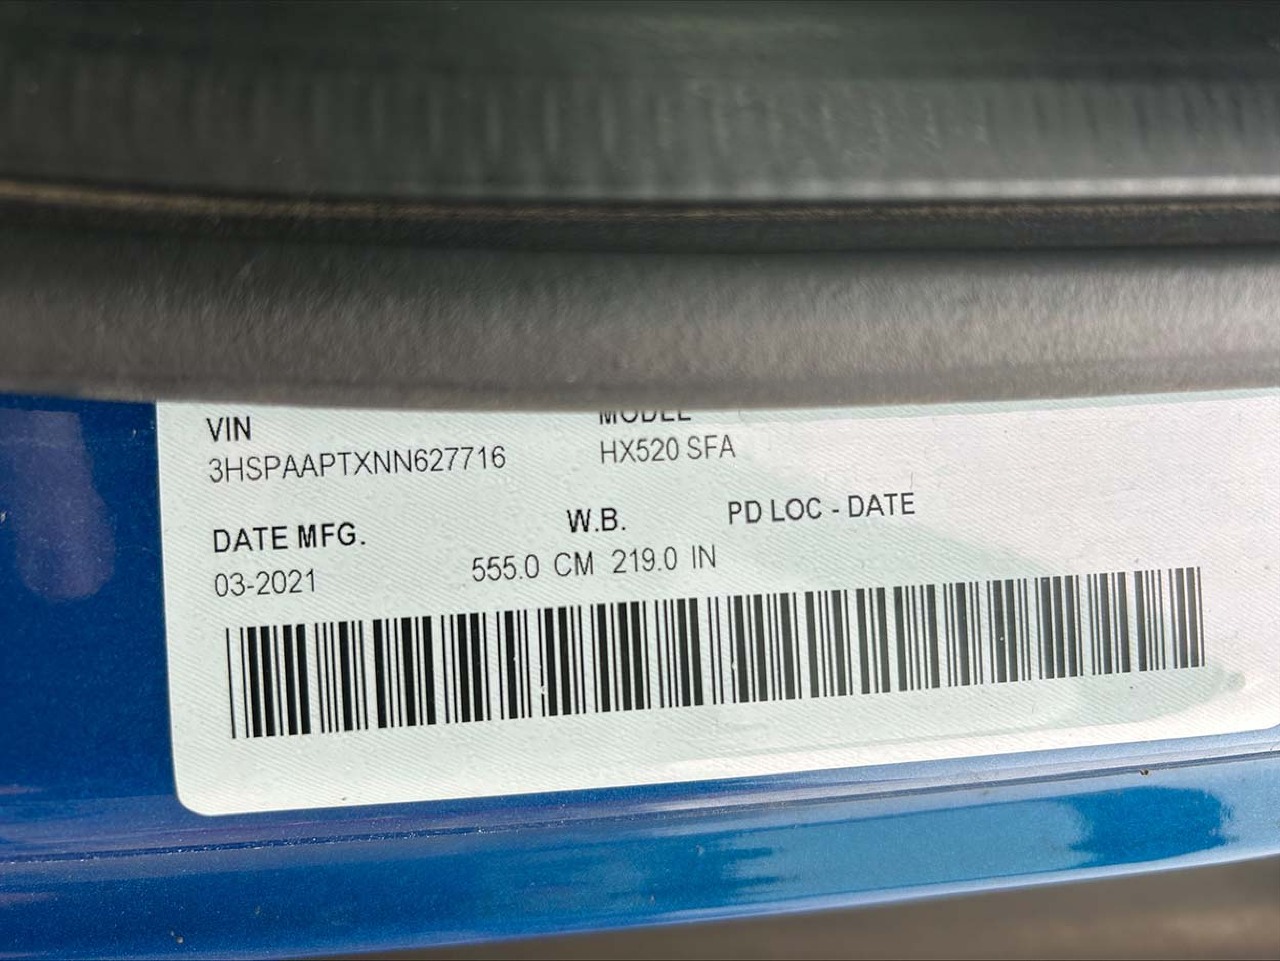 VIN
3HSPAAPTXNN627716
MODEL
HX520 SFA
DATE MFG.
03-2021
W.B.
555.0 CM 219.0 IN
PD LOC - DATE